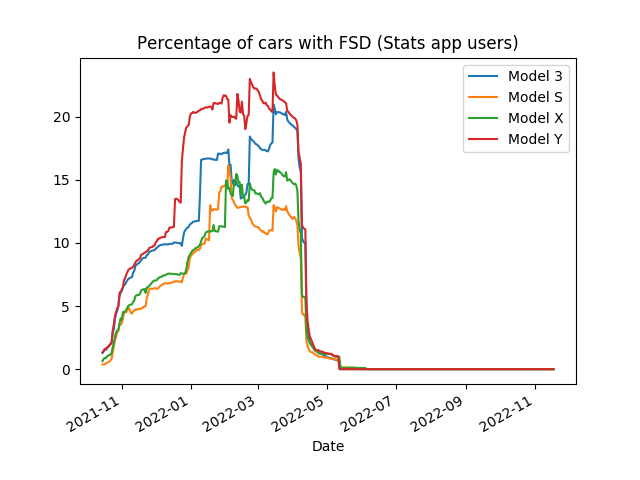 Percentage of cars with FSD (Stats app users)
Model 3
Model S
Model X
Model Y
20
15
10
5
0
2021-11
2022-01
2022-03
2022-05
2022-07
2022-09
2022-11
Date